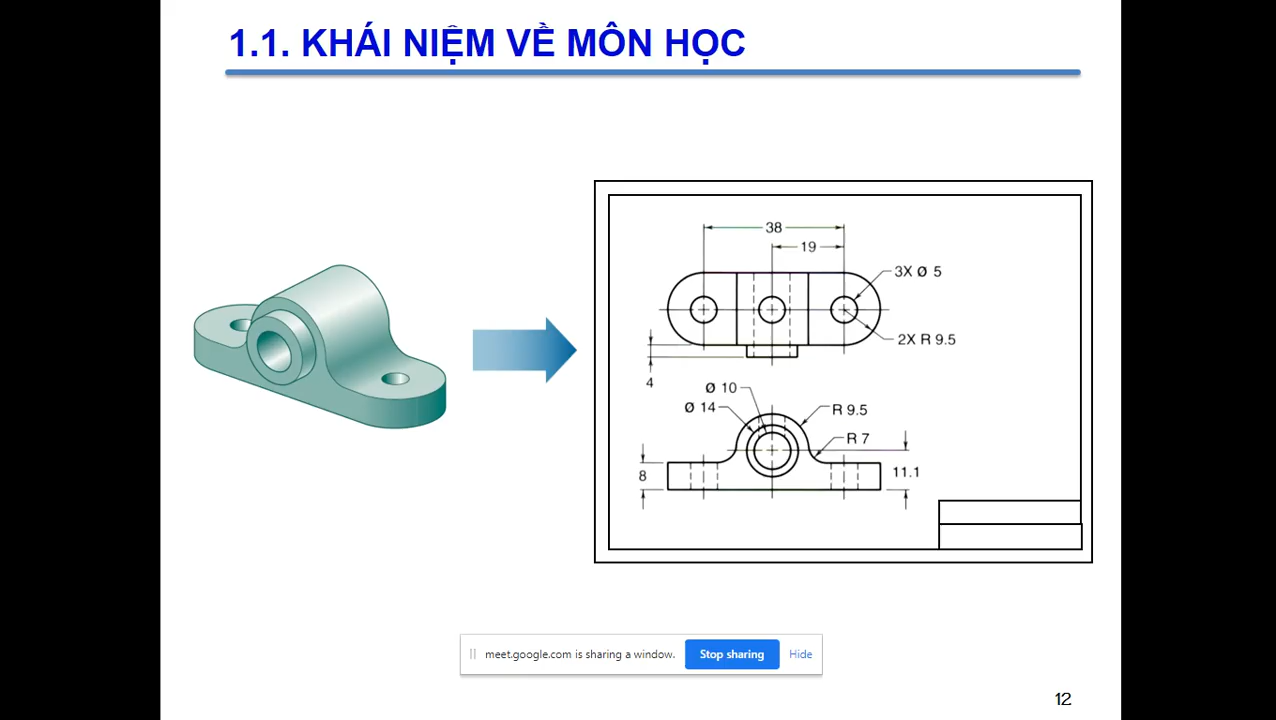 1.1. KHÁI NIỆM VỀ MÔN HỌC
38
19
3X Ø 5
2X R 9.5
4
Ø 10
Ø 14
R 9.5
R 7
8
11.1
meet.google.com is sharing a window. Stop sharing Hide
12